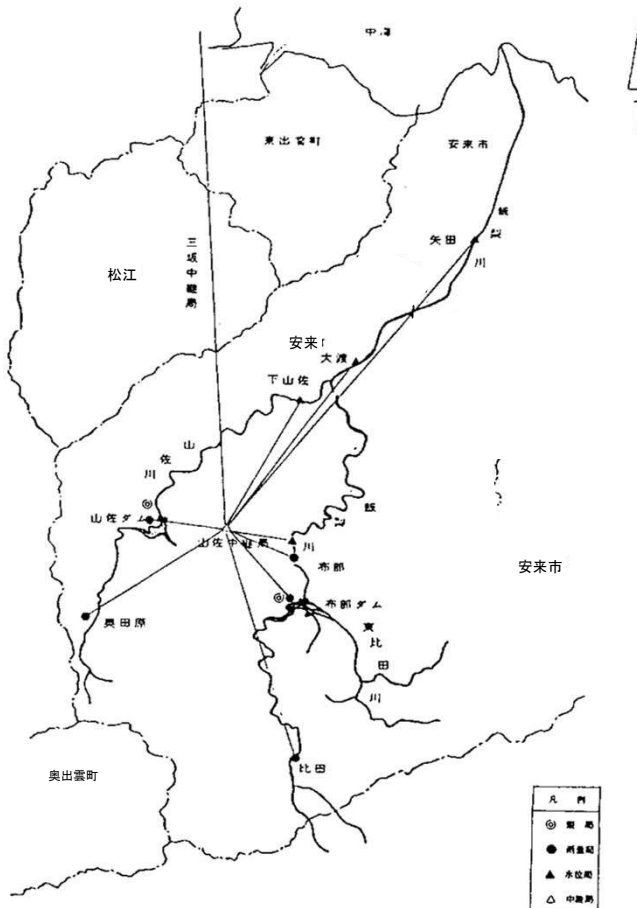 中海
東出雲町
安来市
矢田
飯梨川
三坂中継局
松江
安来
大渡
下山佐
山佐川
山佐ダム
山佐中継局
飯
川
布部
安来市
奥田原
布部ダム
東比田川
比田
奥出雲町
凡例
雨量局
水位局
中継局